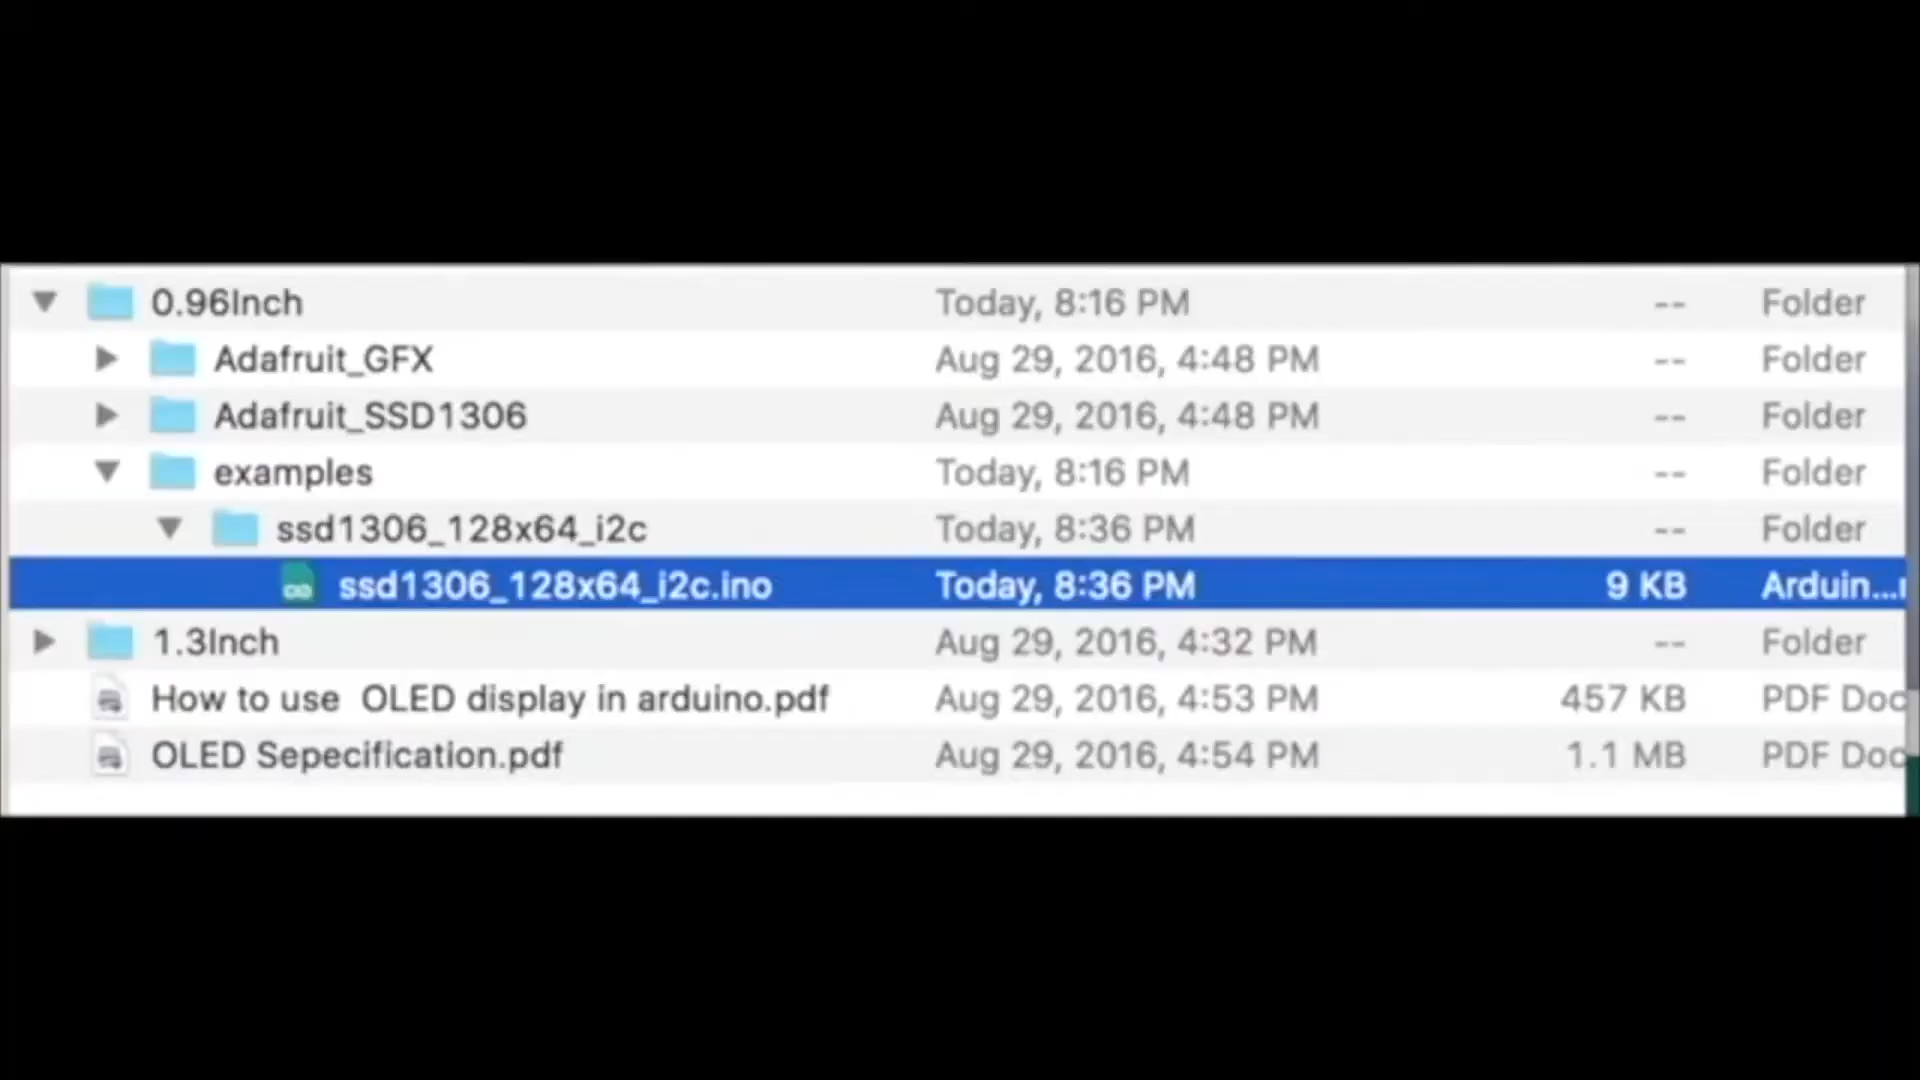 0.96Inch Today, 8:16 PM -- Folder
Adafruit_GFX Aug 29, 2016, 4:48 PM -- Folder
Adafruit_SSD1306 Aug 29, 2016, 4:48 PM -- Folder
examples Today, 8:16 PM -- Folder
ssd1306_128x64_i2c Today, 8:36 PM -- Folder
ssd1306_128x64_i2c.ino Today, 8:36 PM 9 KB Arduin...
1.3Inch Aug 29, 2016, 4:32 PM -- Folder
How to use  OLED display in arduino.pdf Aug 29, 2016, 4:53 PM 457 KB PDF Doc
OLED Sepecification.pdf Aug 29, 2016, 4:54 PM 1.1 MB PDF Doc